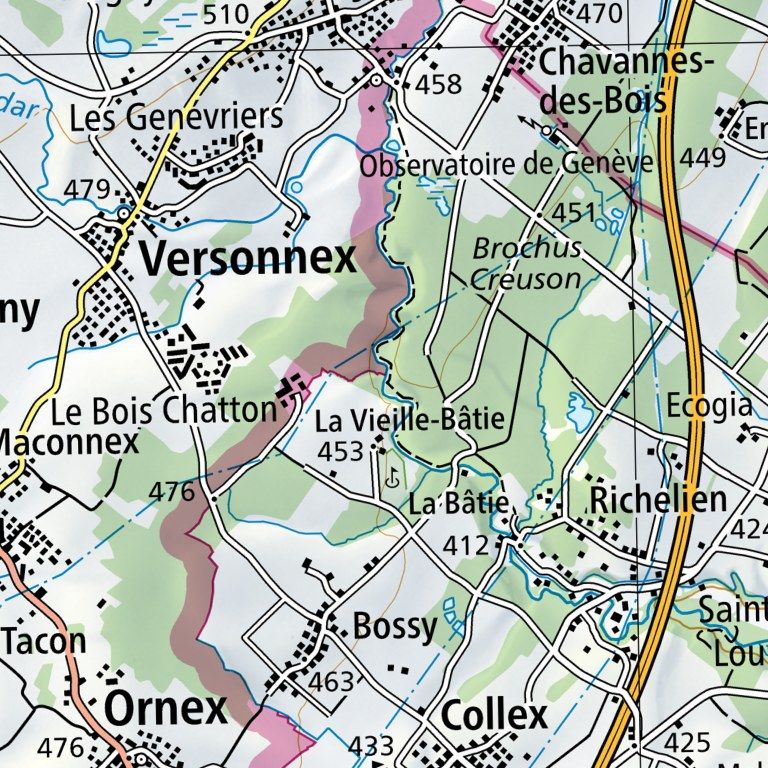 510
470
458
Chavannes-
des-Bois
Les Genevriers
Observatoire de Genève
449
479
451
Brochus
Creuson
Versonnex
ny
Ecogia
Le Bois Chatton
La Vieille-Bâtie
Maconnex
453
476
La Bâtie
Richelien
424
412
Saint
Lou
Bossy
Tacon
463
Ornex
Collex
476
433
425